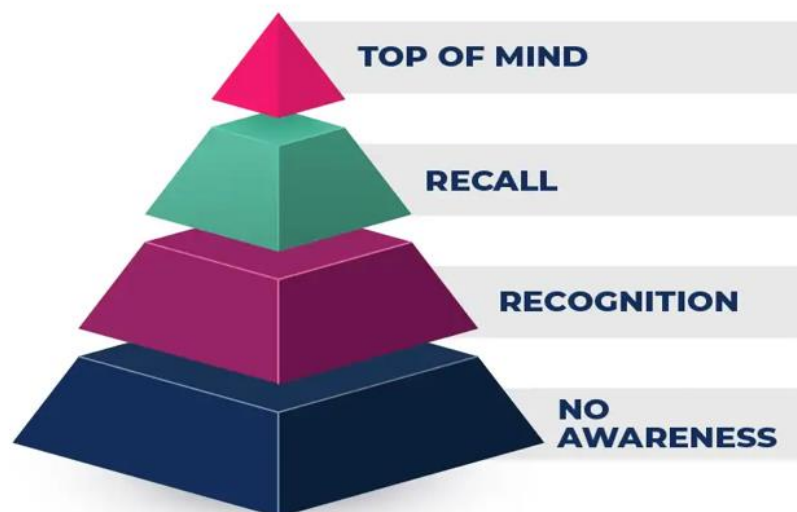 TOP OF MIND
RECALL
RECOGNITION
NO
AWARENESS